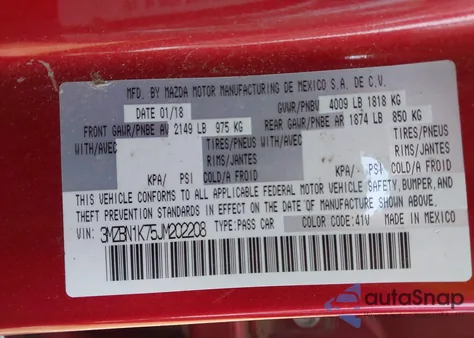 MFD. BY MAZDA MOTOR MANUFACTURING DE MEXICO S.A. DE C.V.
DATE 01/18 GVWR/PNBV 4009 LB 1818 KG
FRONT GAWR/PNBE AV 2149 LB 975 KG REAR GAWR/PNBE AR 1874 LB 850 KG
WITH/AVEC TIRES/PNEUS WITH/AVEC TIRES/PNEUS
RIMS/JANTES RIMS/JANTES
KPA/ PSI COLD/A FROID KPA/ PSI COLD/A FROID
THIS VEHICLE CONFORMS TO ALL APPLICABLE FEDERAL MOTOR VEHICLE SAFETY, BUMPER, AND
THEFT PREVENTION STANDARDS IN EFFECT ON THE DATE OF MANUFACTURE SHOWN ABOVE.
VIN: 3MZBN1K75JM202208 TYPE:PASS CAR COLOR CODE:41V MADE IN MEXICO
autoSnap